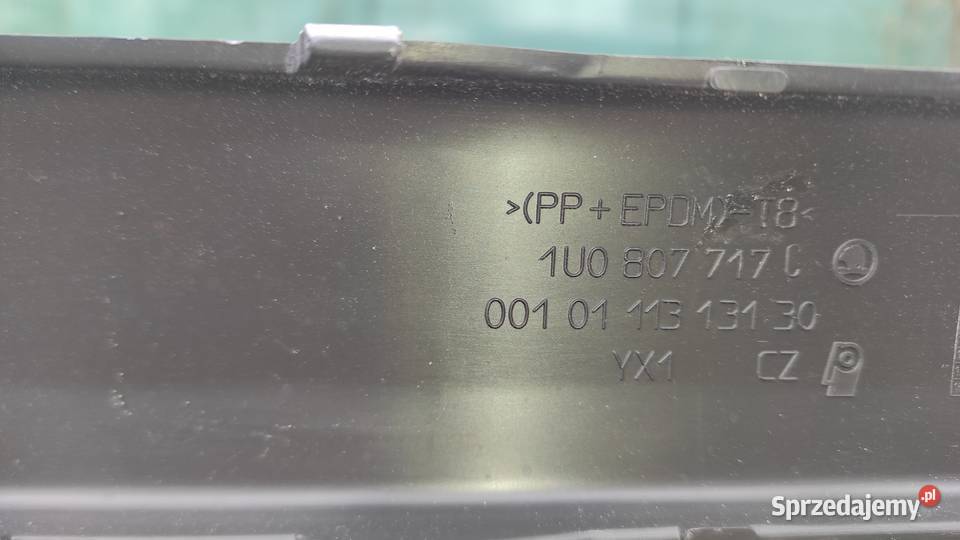 >(PP+EPDM)-T8<
1U0 807 717 C
001 01 113 131 30
YX1 CZ
Sprzedajemy.pl